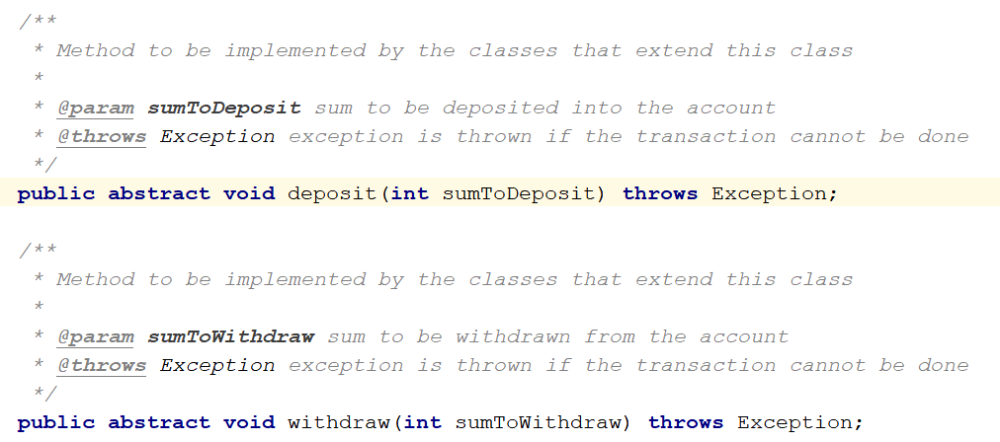 /**
 * Method to be implemented by the classes that extend this class
 *
 * @param sumToDeposit sum to be deposited into the account
 * @throws Exception exception is thrown if the transaction cannot be done
 */
public abstract void deposit(int sumToDeposit) throws Exception;

/**
 * Method to be implemented by the classes that extend this class
 *
 * @param sumToWithdraw sum to be withdrawn from the account
 * @throws Exception exception is thrown if the transaction cannot be done
 */
public abstract void withdraw(int sumToWithdraw) throws Exception;